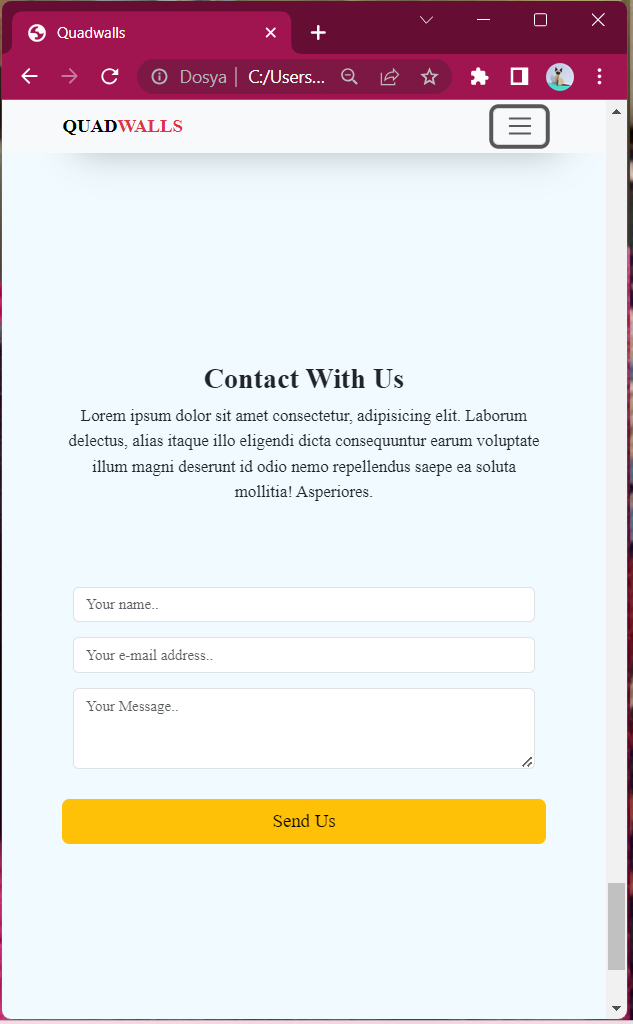 Quadwalls
Dosya | C:/Users...
QUADWALLS
Contact With Us
Lorem ipsum dolor sit amet consectetur, adipisicing elit. Laborum
delectus, alias itaque illo eligendi dicta consequuntur earum voluptate
illum magni deserunt id odio nemo repellendus saepe ea soluta
mollitia! Asperiores.
Your name..
Your e-mail address..
Your Message..
Send Us